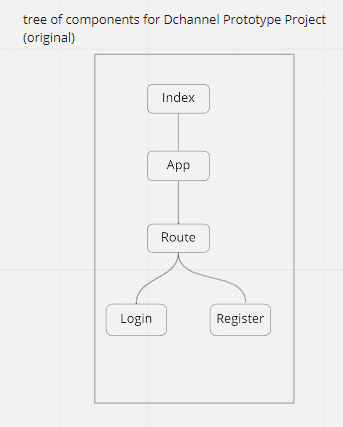 tree of components for Dchannel Prototype Project
(original)
Index
App
Route
Login
Register